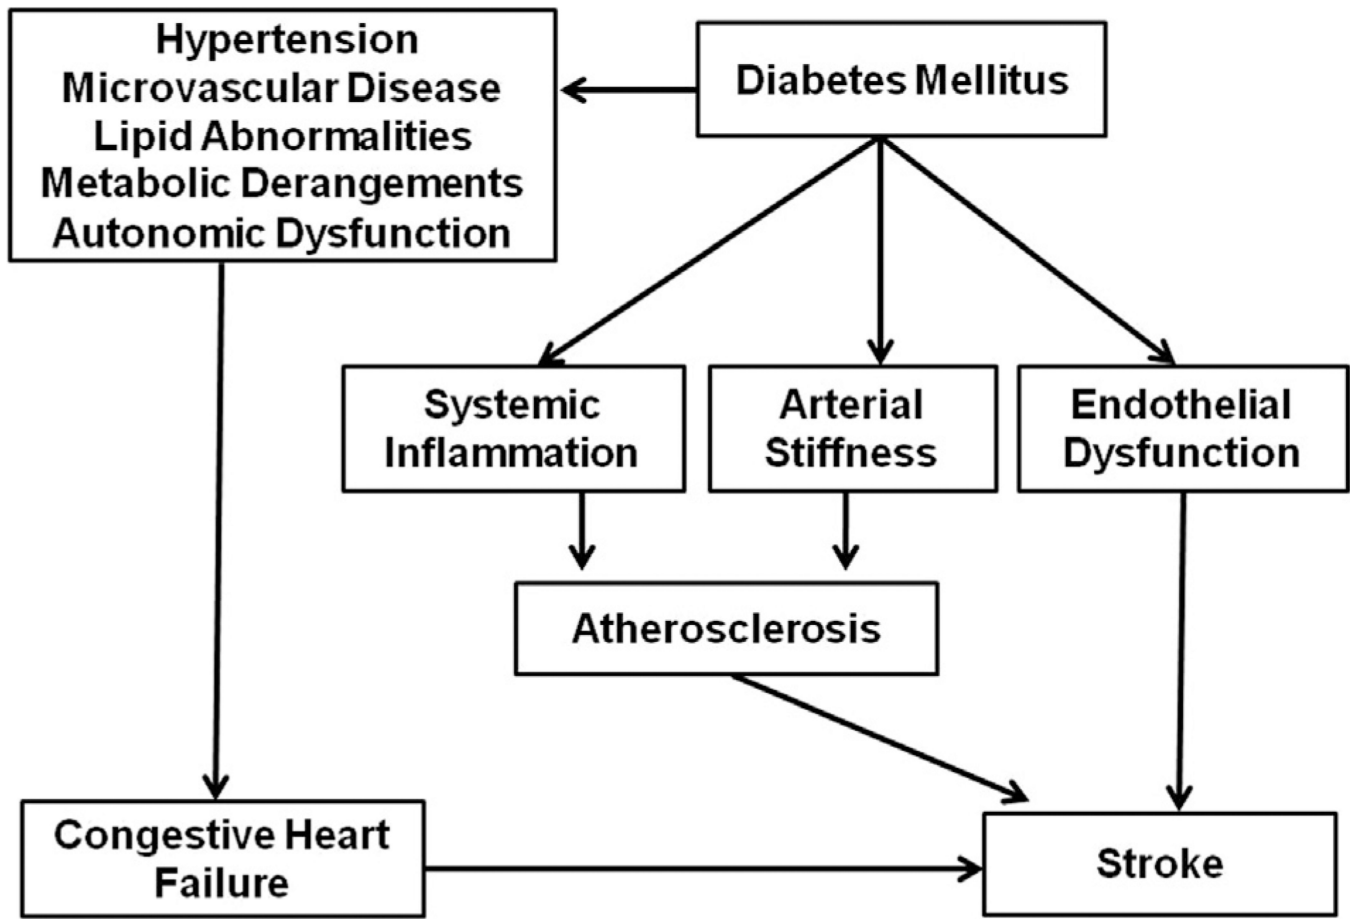 Hypertension
Microvascular Disease
Lipid Abnormalities
Metabolic Derangements
Autonomic Dysfunction
Diabetes Mellitus
Systemic
Inflammation
Arterial
Stiffness
Endothelial
Dysfunction
Atherosclerosis
Congestive Heart
Failure
Stroke